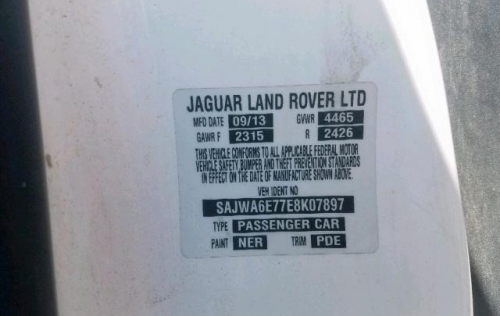 JAGUAR LAND ROVER LTD
MFD DATE 09/13 GVWR 4465
GAWR F 2315 R 2426
THIS VEHICLE CONFORMS TO ALL APPLICABLE FEDERAL MOTOR
VEHICLE SAFETY BUMPER AND THEFT PREVENTION STANDARDS
IN EFFECT ON THE DATE OF MANUFACTURE SHOWN ABOVE.
VEH IDENT NO
SAJWA6E77E8K07897
TYPE PASSENGER CAR
PAINT NER TRIM PDE